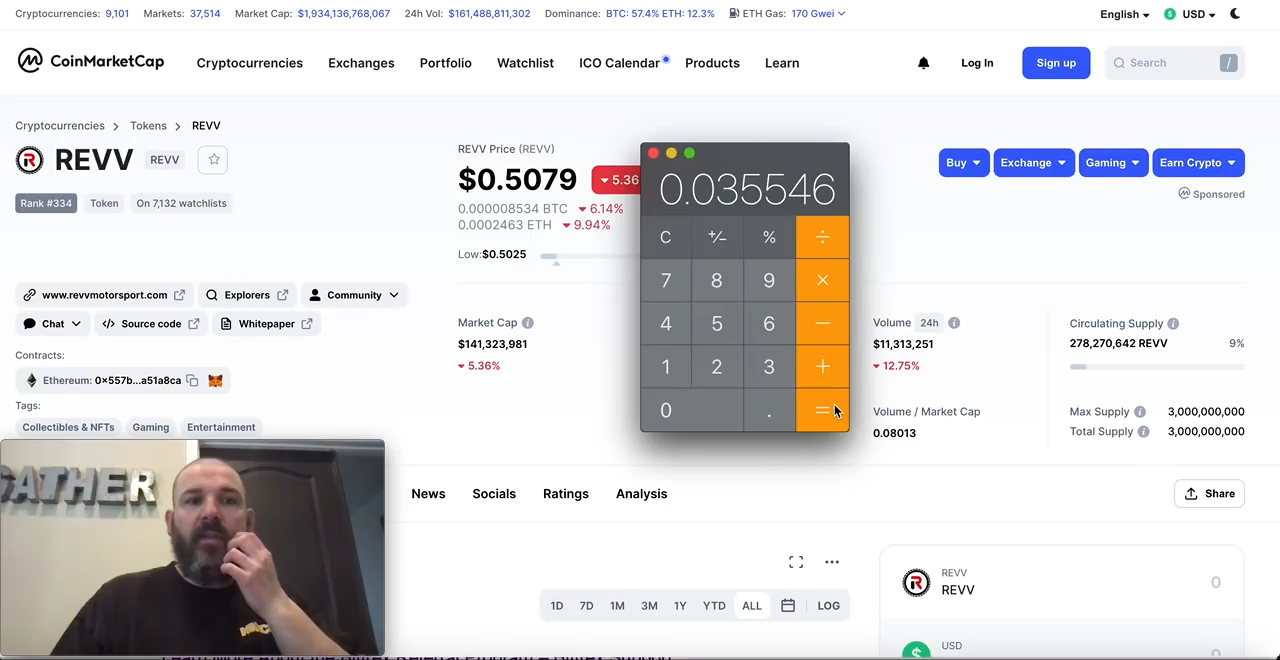 Cryptocurrencies: 9,101 Markets: 37,514 Market Cap: $1,934,136,768,067 24h Vol: $161,488,811,302 Dominance: BTC: 57.4% ETH: 12.3% ETH Gas: 170 Gwei English USD
CoinMarketCap Cryptocurrencies Exchanges Portfolio Watchlist ICO Calendar Products Learn Log In Sign up Search /
Cryptocurrencies > Tokens > REVV
REVV REVV
Rank #334 Token On 7,132 watchlists
REVV Price (REVV)
$0.5079 5.36
0.000008534 BTC 6.14%
0.0002463 ETH 9.94%
Low: $0.5025
Buy Exchange Gaming Earn Crypto
Sponsored
0.035546
C +/− % ÷
7 8 9 ×
4 5 6 −
1 2 3 +
0 . =
www.revvmotorsport.com Explorers Community
Chat Source code Whitepaper
Contracts:
Ethereum: 0x557b...a51a8ca
Tags:
Collectibles & NFTs Gaming Entertainment
Market Cap
$141,323,981
5.36%
Volume 24h
$11,313,251
12.75%
Volume / Market Cap
0.08013
Circulating Supply
278,270,642 REVV 9%
Max Supply 3,000,000,000
Total Supply 3,000,000,000
GATHER
News Socials Ratings Analysis Share
1D 7D 1M 3M 1Y YTD ALL LOG
REVV
REVV 0
USD
0